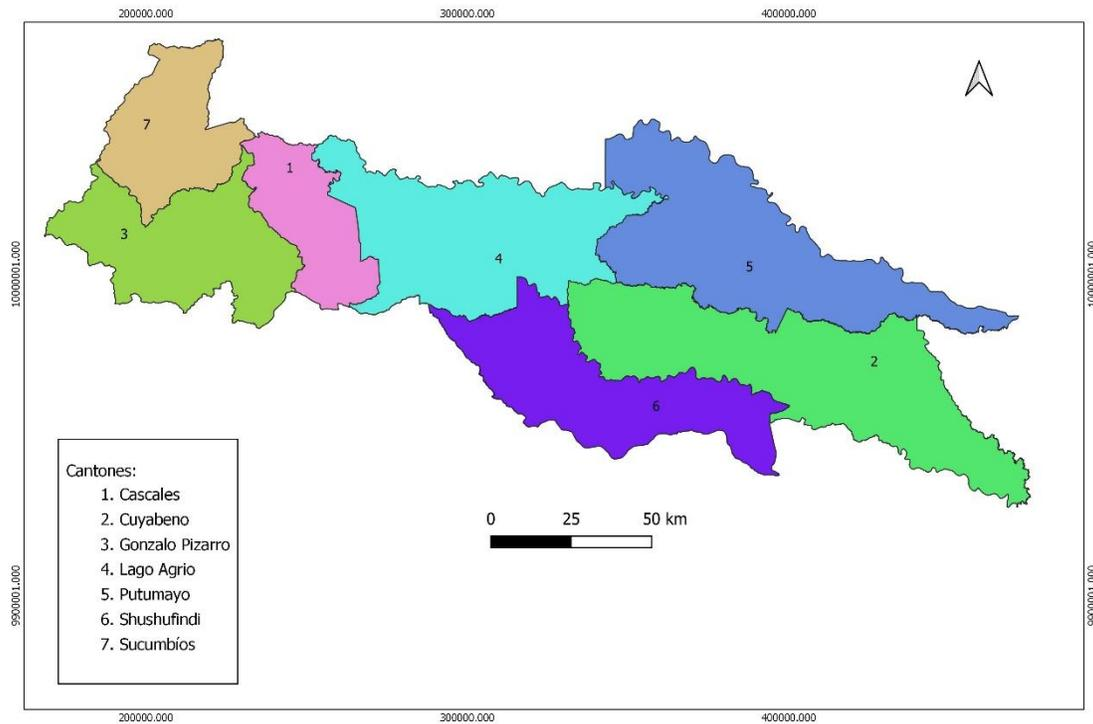 200000.000 300000.000 400000.000
7
1
3
4
5
10000001.000 10000001.000
2
6
Cantones:
1. Cascales
2. Cuyabeno
3. Gonzalo Pizarro
4. Lago Agrio
5. Putumayo
6. Shushufindi
7. Sucumbíos
0 25 50 km
9900001.000 9900001.000
200000.000 300000.000 400000.000